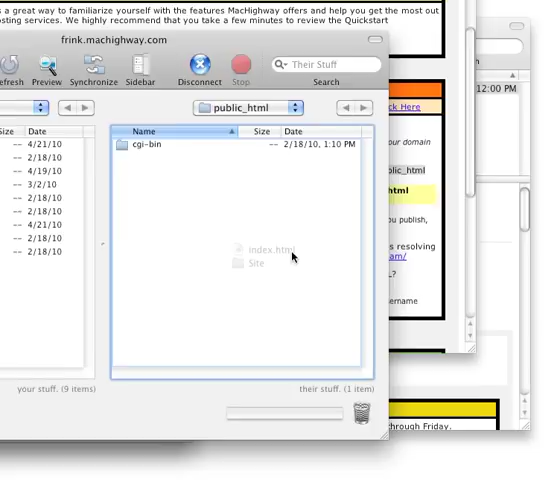 s a great way to familiarize yourself with the features MacHighway offers and help you get the most out
osting services. We highly recommend that you take a few minutes to review the Quickstart
frink.machighway.com
efresh Preview Synchronize Sidebar Disconnect Stop Search
Their Stuff
public_html
Size Date
-- 4/21/10
-- 2/18/10
-- 4/19/10
-- 3/2/10
-- 2/18/10
-- 2/18/10
-- 4/21/10
-- 2/18/10
-- 2/18/10
Name Size Date
cgi-bin -- 2/18/10, 1:10 PM
index.html
Site
your stuff. (9 items)
their stuff. (1 item)
ck Here
our domain
blic_html
html
ou publish,
s resolving
am/
L?
ername
n
12:00 PM
hrough Friday.